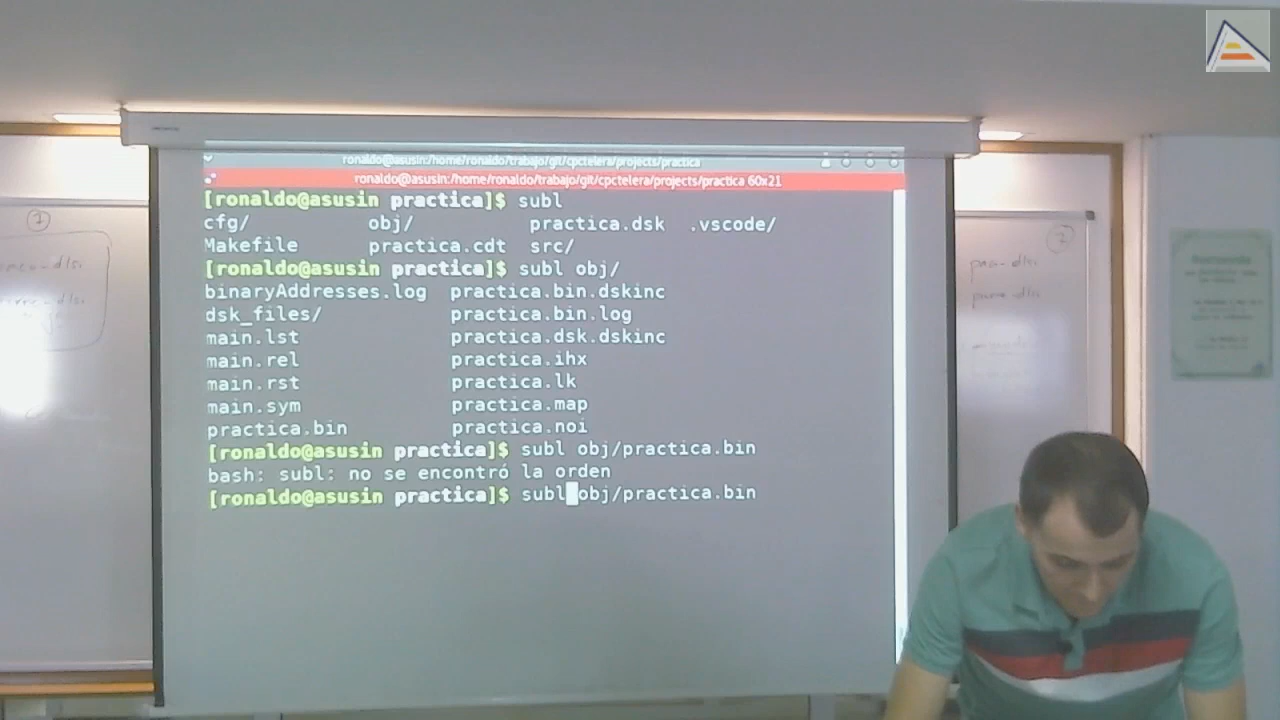 ronaldo@asusin:/home/ronaldo/trabajo/git/cpctelera/projects/practica
ronaldo@asusin:/home/ronaldo/trabajo/git/cpctelera/projects/practica 60x21
[ronaldo@asusin practica]$ subl
cfg/ obj/ practica.dsk .vscode/
Makefile practica.cdt src/
[ronaldo@asusin practica]$ subl obj/
binaryAddresses.log practica.bin.dskinc
dsk_files/ practica.bin.log
main.lst practica.dsk.dskinc
main.rel practica.ihx
main.rst practica.lk
main.sym practica.map
practica.bin practica.noi
[ronaldo@asusin practica]$ subl obj/practica.bin
bash: subl: no se encontró la orden
[ronaldo@asusin practica]$ subl obj/practica.bin
1
2